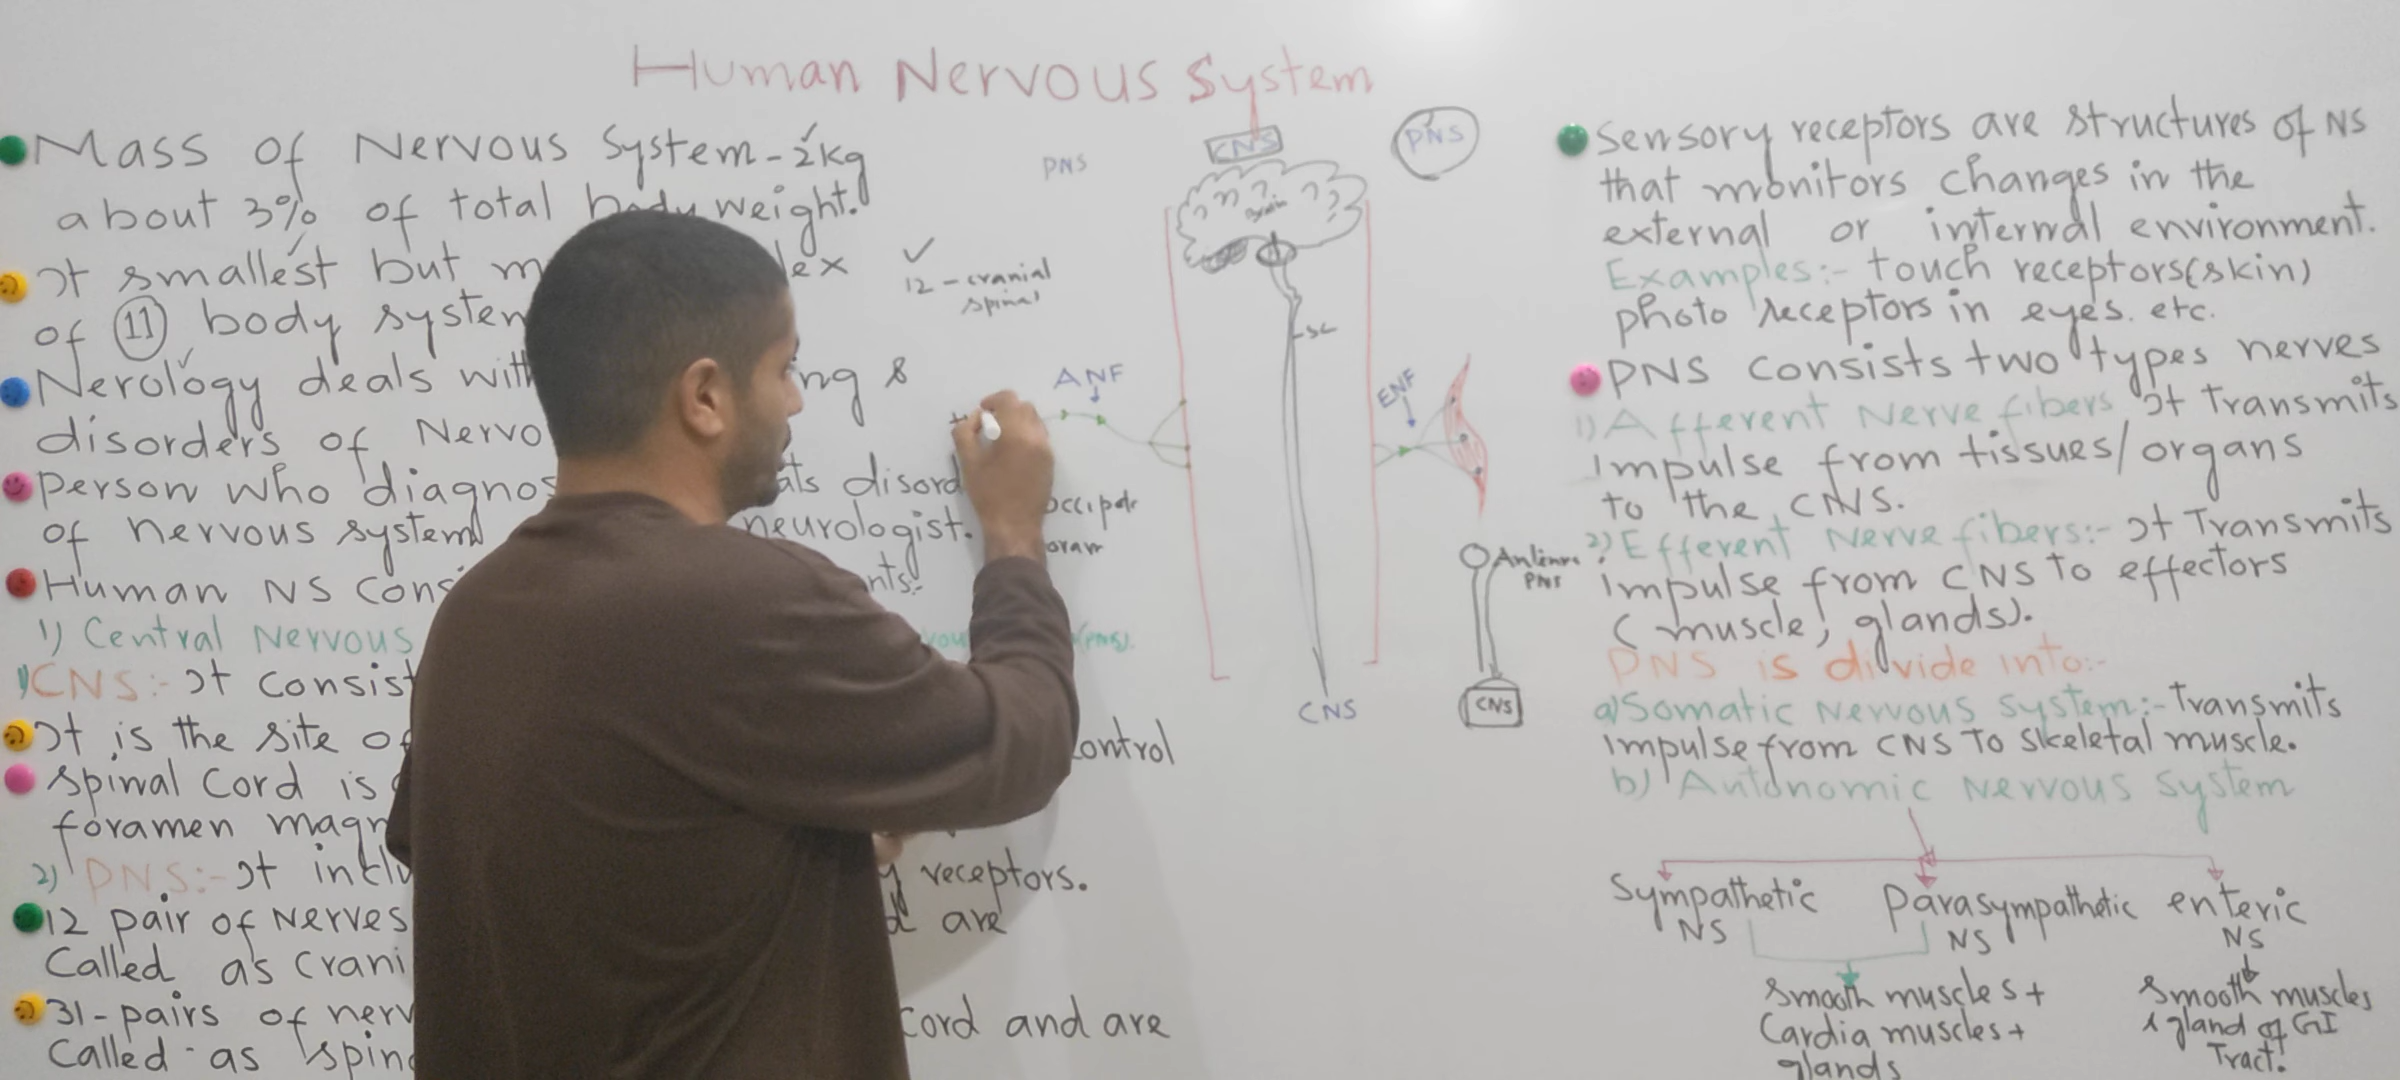 Human Nervous System
Mass of Nervous System-2kg
about 3% of total body weight.
It smallest but m lex
of 11 body system
Nerology deals with ng &
disorders of Nervo
person who diagnos ats disord
of nervous system neurologist.
Human NS Cons nts:-
1) Central Nervous vous (PNS).
1) CNS:- It consist
It is the site of control
Spinal Cord is
foramen magn
2) PNS:- It inclu y receptors.
12 pair of Nerves d are
Called as Crani
31-pairs of nerv cord and are
Called as spin
PNS
12 - cranial
spinal
ANF
occipi
oram
CNS
PNS
Brain
SC
ENF
CNS
PNS
CNS
Sensory receptors are structures of NS
that monitors changes in the
external or internal environment.
Examples:- touch receptors(skin)
photo receptors in eyes. etc.
PNS consists two types nerves
1) Afferent Nerve fibers It Transmits
Impulse from tissues/organs
to the CNS.
2) Efferent Nerve fibers:- It Transmits
Impulse from CNS to effectors
(muscle, glands).
PNS is divide into:-
a) Somatic Nervous System:- Transmits
Impulse from CNS To skeletal muscle.
b) Autonomic Nervous System
Sympathetic NS
Parasympathetic NS
enteric NS
Smooth muscles +
Cardia muscles +
glands
Smooth muscles
& gland of GI
Tract.